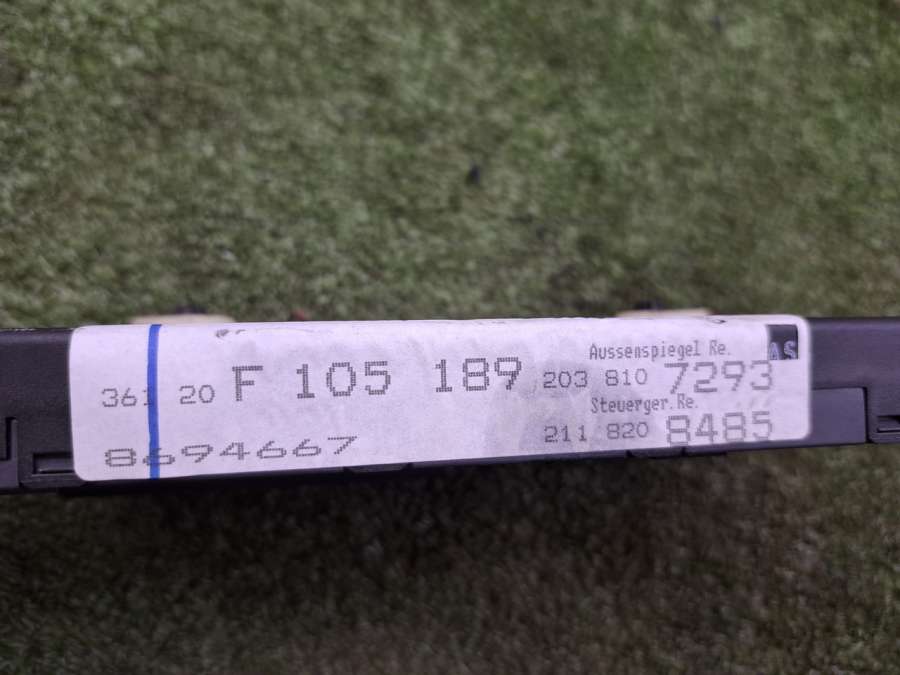 Aussenspiegel Re.
AS
361 20 F 105 189 203 810 7293
Steuerger.Re.
8694667 211 820 8485